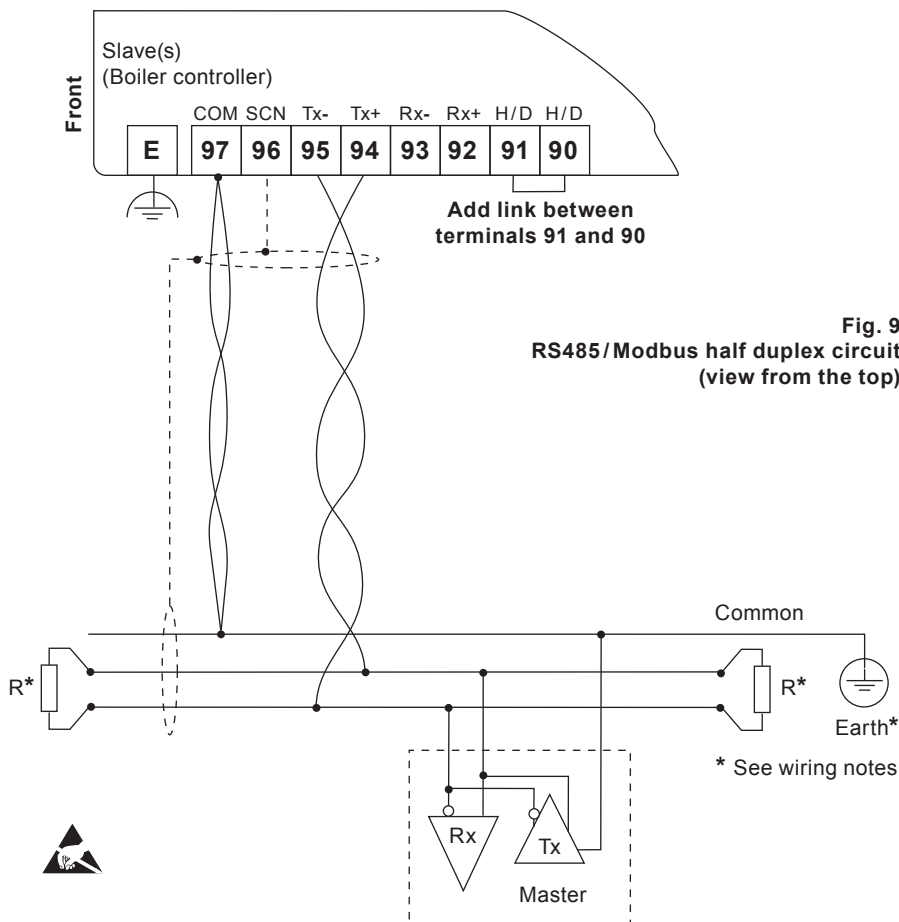 Slave(s)
(Boiler controller)
Front
COM SCN Tx- Tx+ Rx- Rx+ H/D H/D
E 97 96 95 94 93 92 91 90
Add link between
terminals 91 and 90
Fig. 9
RS485/Modbus half duplex circuit
(view from the top)
Common
R* R*
Earth*
* See wiring notes
Rx Tx
Master